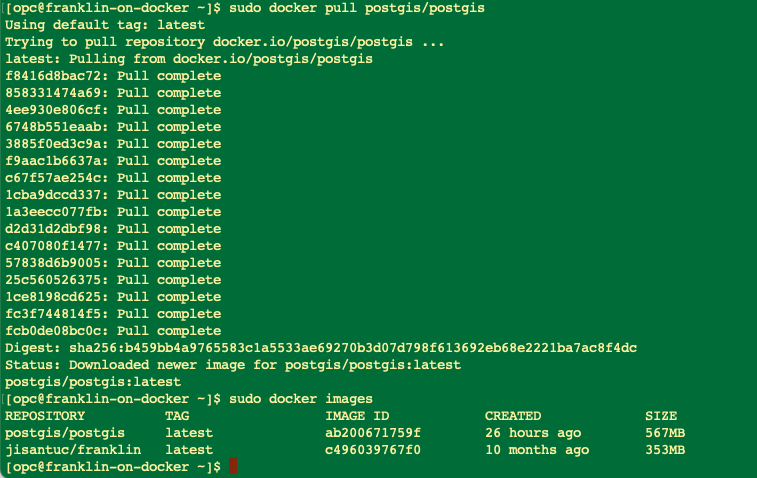 [opc@franklin-on-docker ~]$ sudo docker pull postgis/postgis
Using default tag: latest
Trying to pull repository docker.io/postgis/postgis ...
latest: Pulling from docker.io/postgis/postgis
f8416d8bac72: Pull complete
858331474a69: Pull complete
4ee930e806cf: Pull complete
6748b551eaab: Pull complete
3885f0ed3c9a: Pull complete
f9aac1b6637a: Pull complete
c67f57ae254c: Pull complete
1cba9dccd337: Pull complete
1a3eecc077fb: Pull complete
d2d31d2dbf98: Pull complete
c407080f1477: Pull complete
57838d6b9005: Pull complete
25c560526375: Pull complete
1ce8198cd625: Pull complete
fc3f744814f5: Pull complete
fcb0de08bc0c: Pull complete
Digest: sha256:b459bb4a9765583c1a5533ae69270b3d07d798f613692eb68e2221ba7ac8f4dc
Status: Downloaded newer image for postgis/postgis:latest
postgis/postgis:latest
[opc@franklin-on-docker ~]$ sudo docker images
REPOSITORY TAG IMAGE ID CREATED SIZE
postgis/postgis latest ab200671759f 26 hours ago 567MB
jisantuc/franklin latest c496039767f0 10 months ago 353MB
[opc@franklin-on-docker ~]$